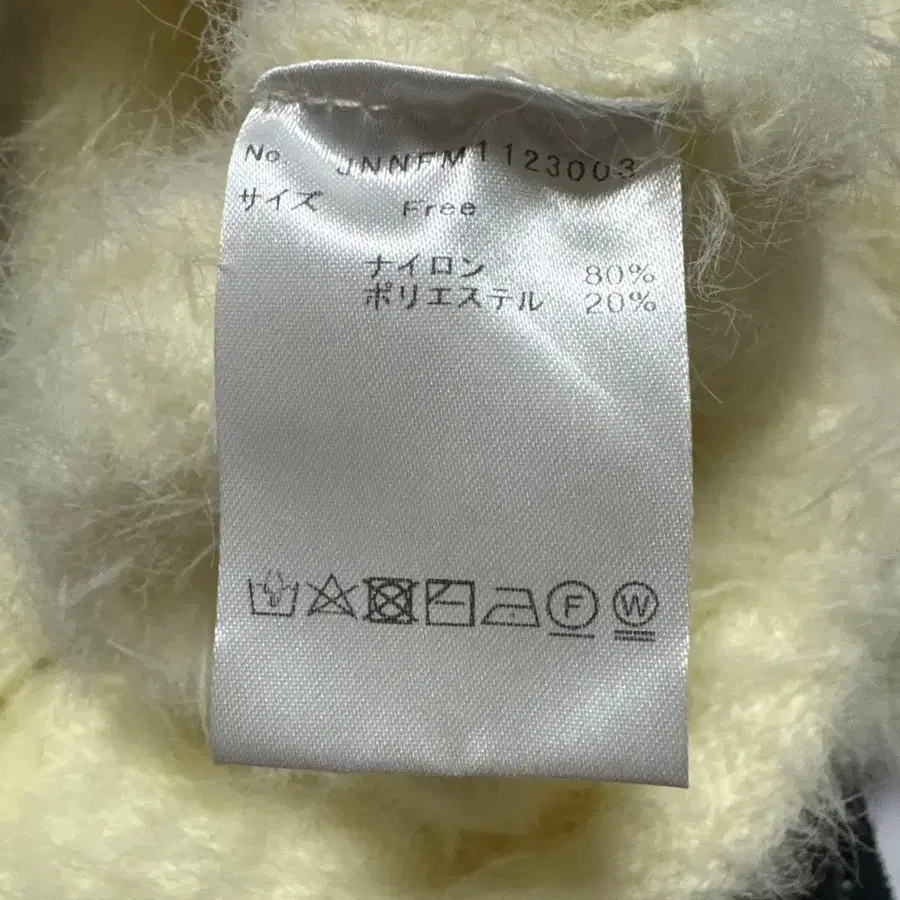 No JNNFM1123003
サイズ Free
ナイロン 80%
ポリエステル 20%
F W